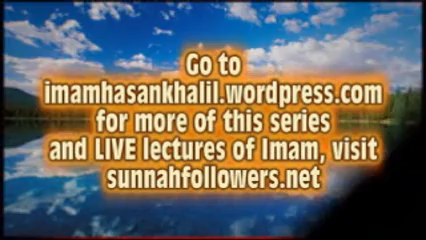 Go to
imamhasankhalil.wordpress.com
for more of this series
and LIVE lectures of Imam, visit
sunnahfollowers.net